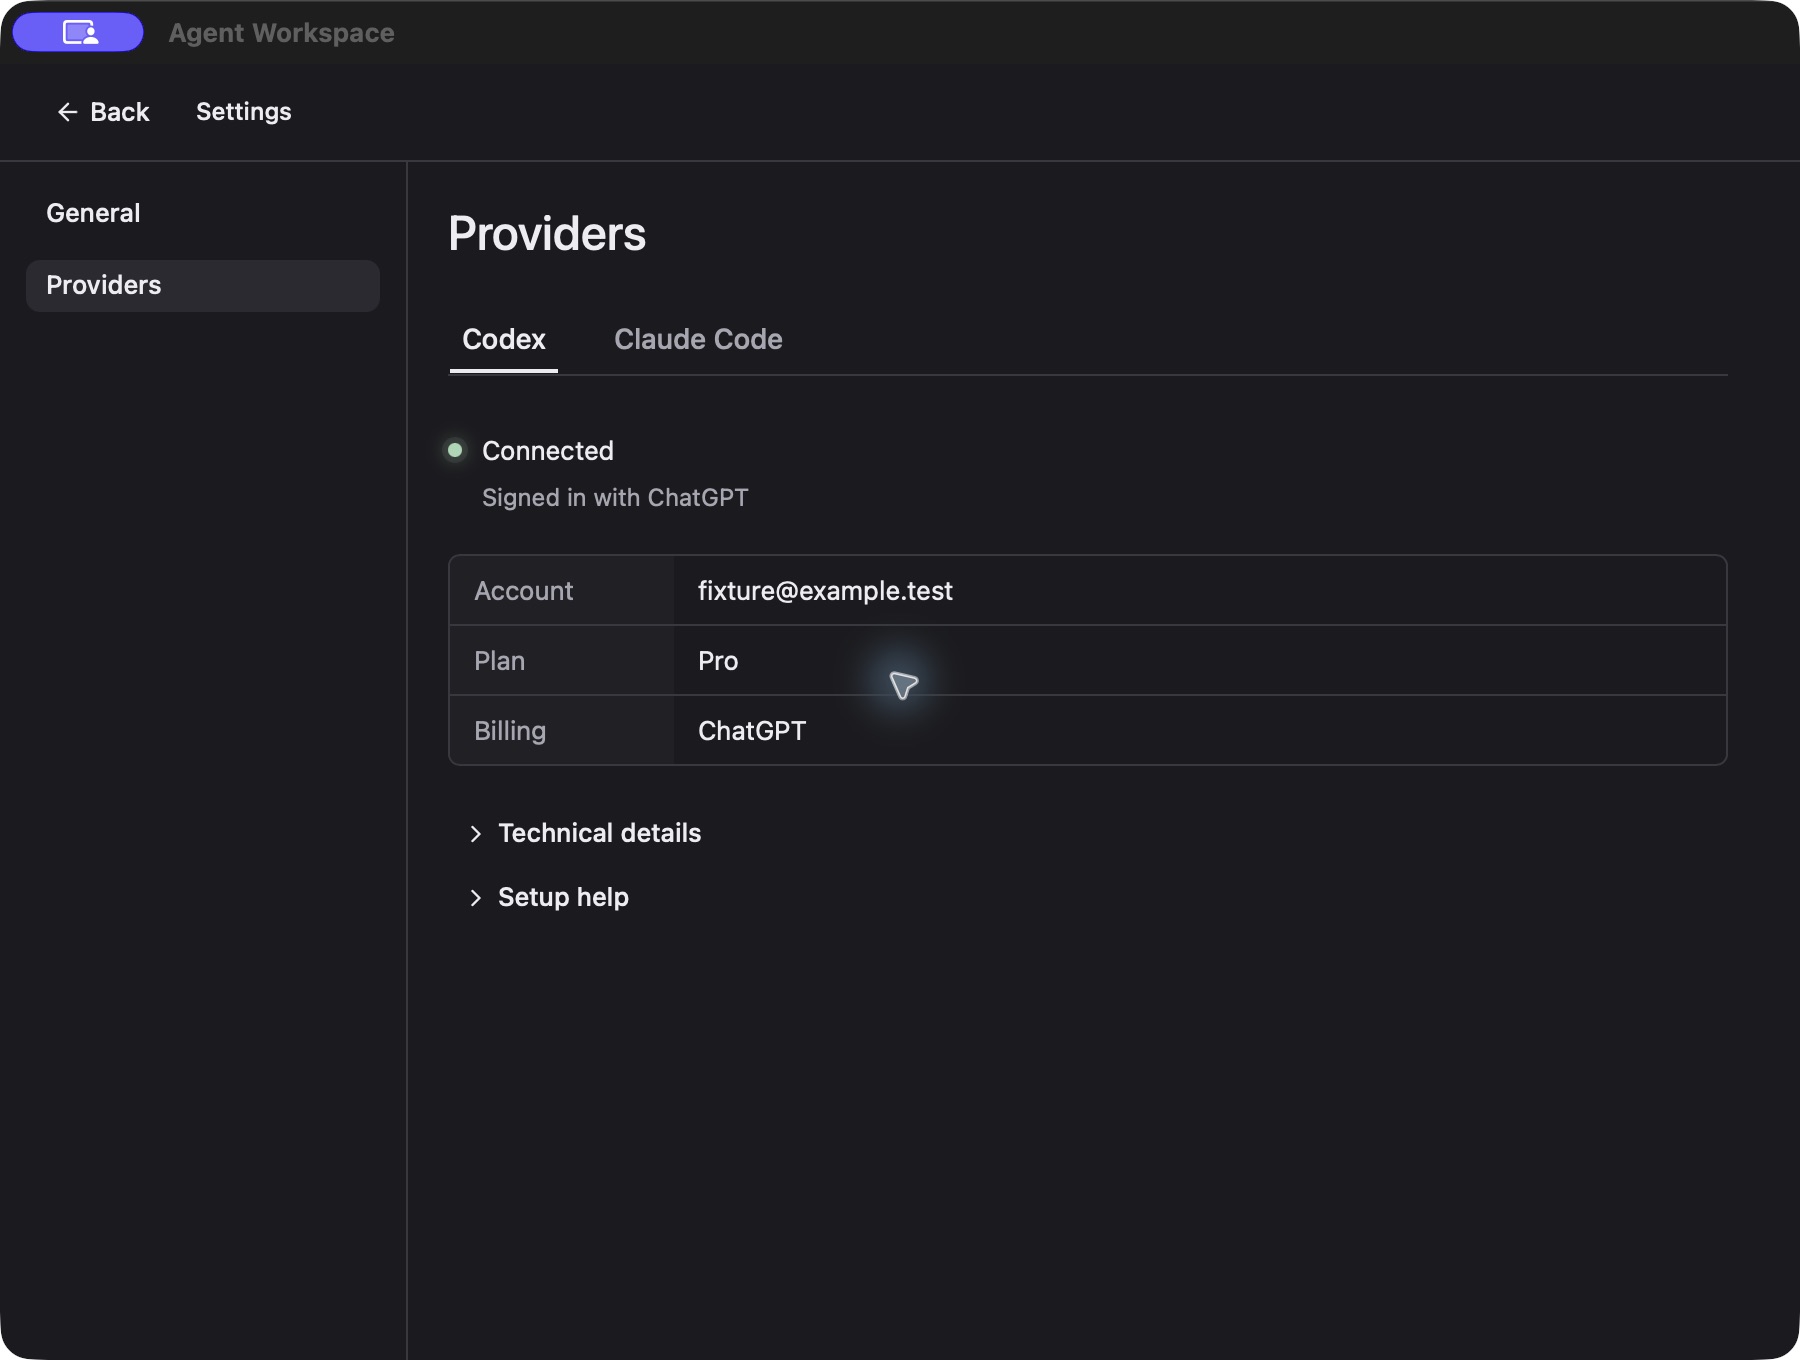 Agent Workspace
← Back Settings
General
Providers
Providers
Codex Claude Code
Connected
Signed in with ChatGPT
Account fixture@example.test
Plan Pro
Billing ChatGPT
Technical details
Setup help